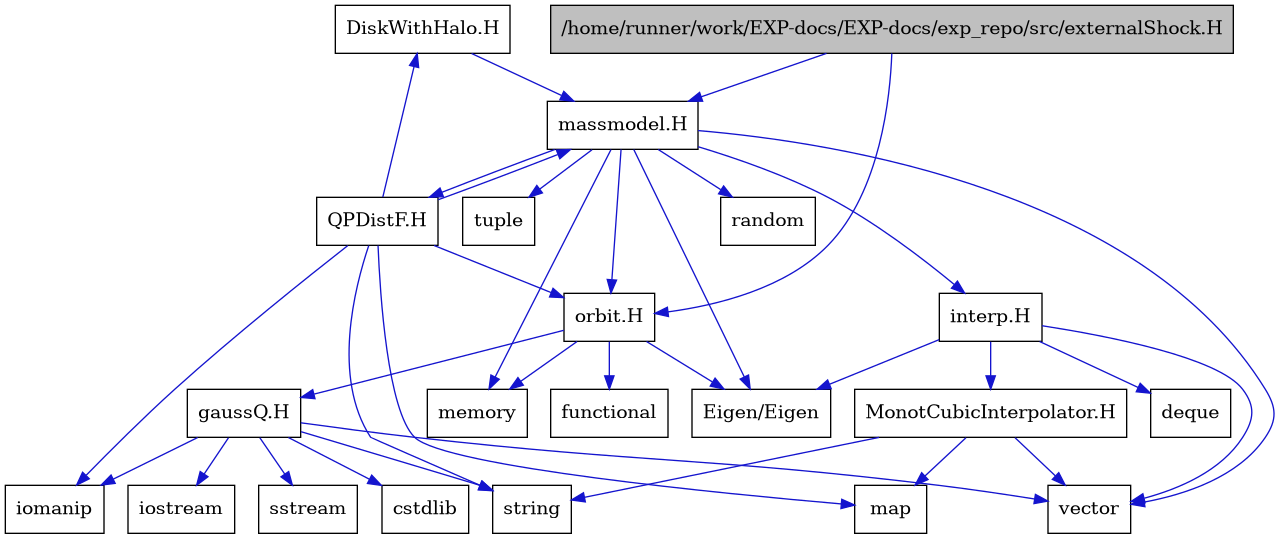 DiskWithHalo.H
/home/runner/work/EXP-docs/EXP-docs/exp_repo/src/externalShock.H
massmodel.H
QPDistF.H
tuple
random
orbit.H
interp.H
gaussQ.H
memory
functional
Eigen/Eigen
MonotCubicInterpolator.H
deque
iomanip
iostream
sstream
cstdlib
string
map
vector